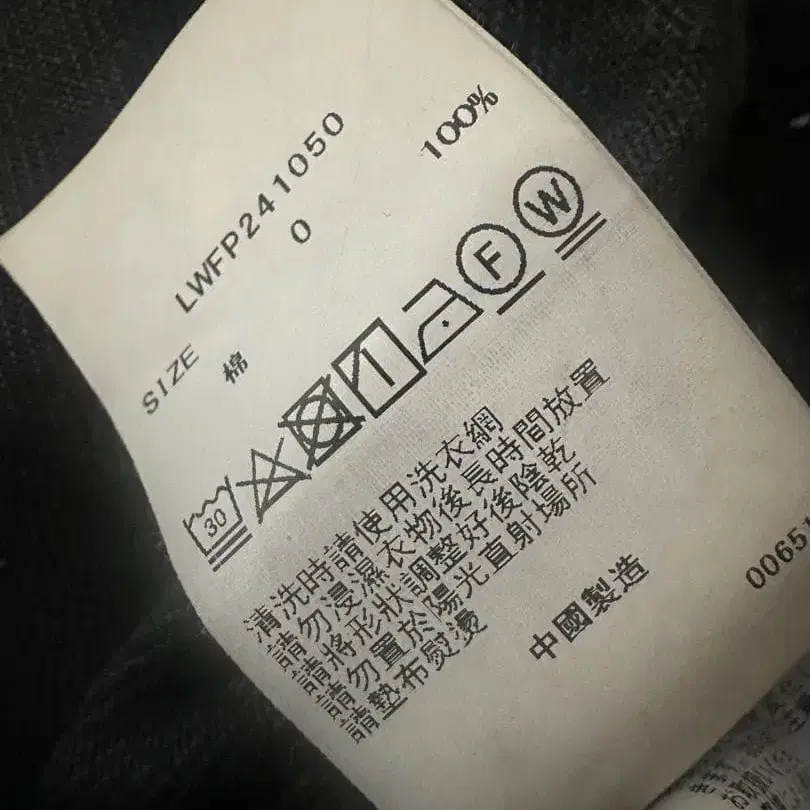 LWFP241050
SIZE 0
棉 100%
30
F
W
清洗時請使用洗衣網
請勿浸濕衣物後長時間放置
請將形狀調整好後陰乾
請勿置於陽光直射場所
請墊布熨燙
中國製造